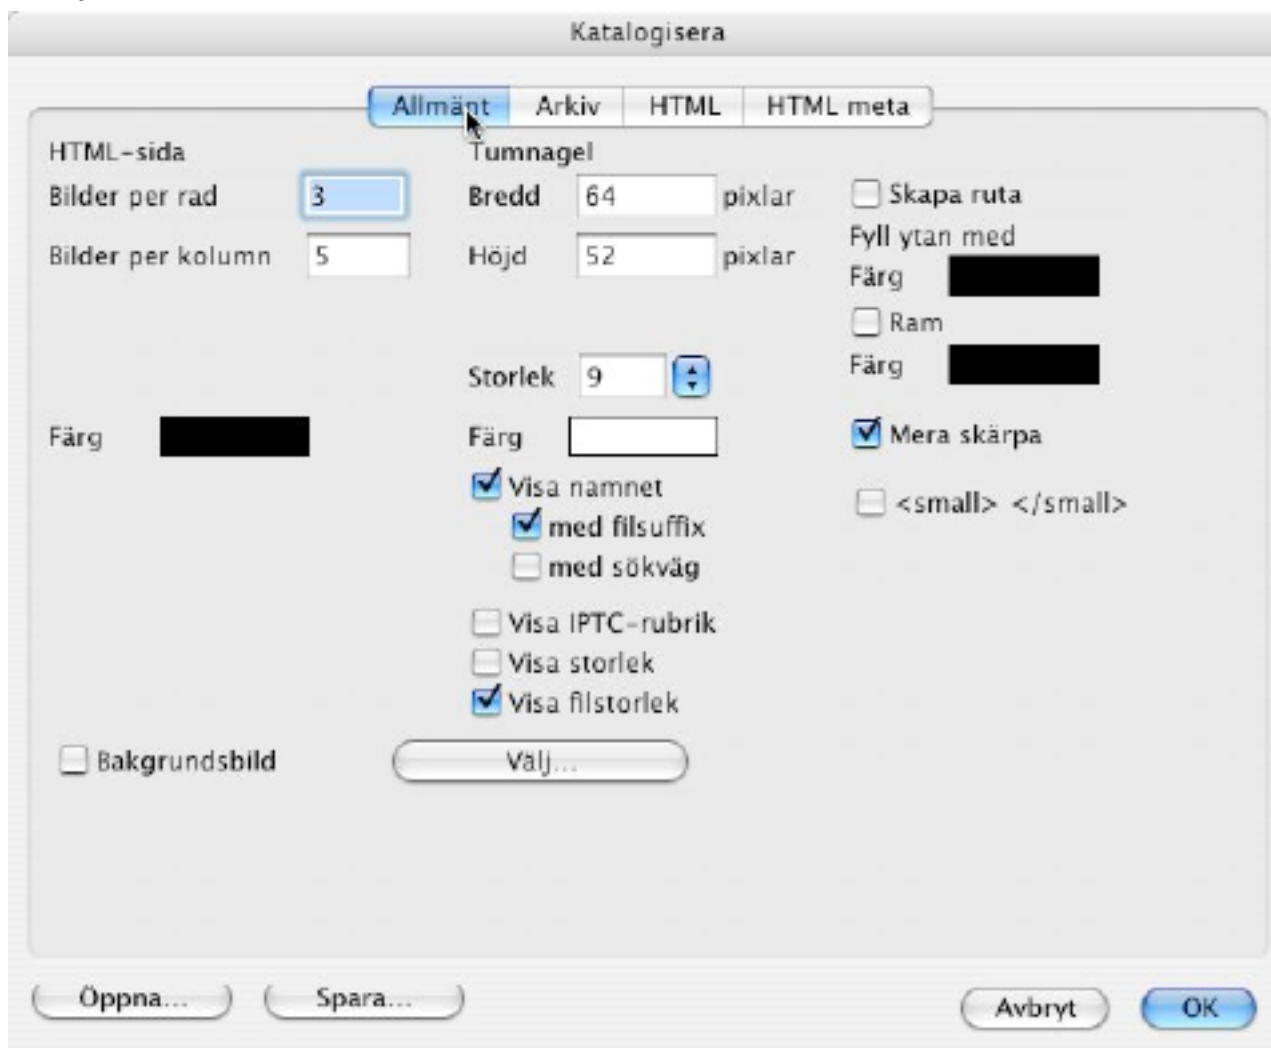 Katalogisera
Allmänt Arkiv HTML HTML meta
HTML-sida Tumnagel
Bilder per rad 3 Bredd 64 pixlar Skapa ruta
Fyll ytan med
Bilder per kolumn 5 Höjd 52 pixlar
Färg
Ram
Storlek 9 Färg
Färg Färg Mera skärpa
Visa namnet
<small> </small>
med filsuffix
med sökväg
Visa IPTC-rubrik
Visa storlek
Visa filstorlek
Bakgrundsbild Välj...
Öppna... Spara... Avbryt OK